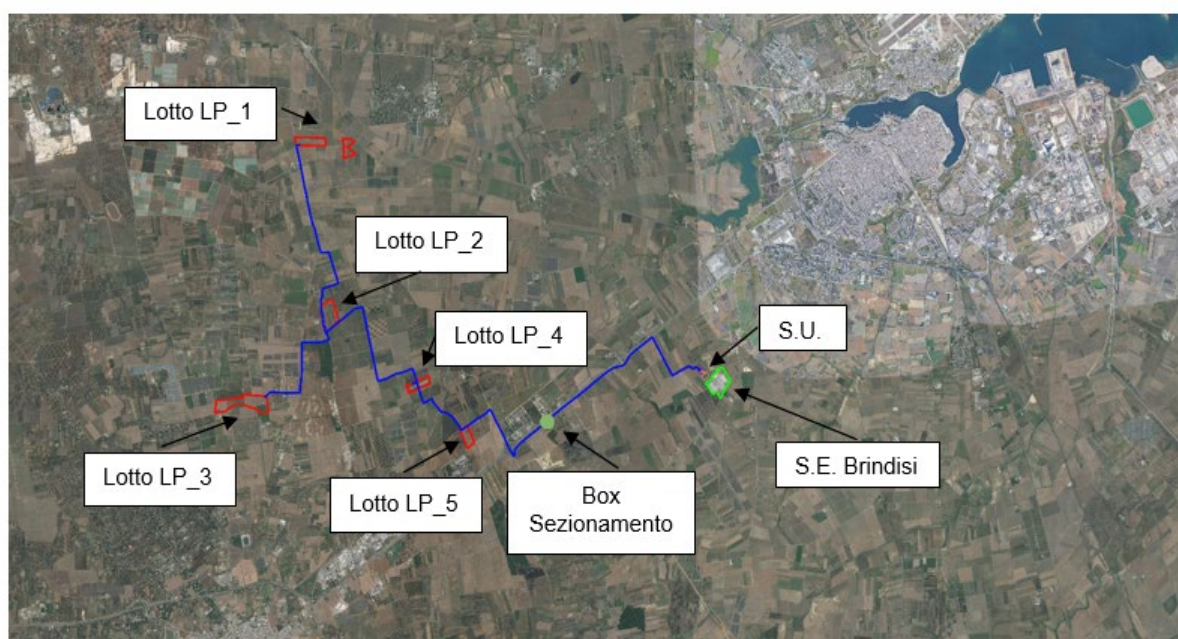 Lotto LP_1
Lotto LP_2
Lotto LP_4
S.U.
Lotto LP_3
Lotto LP_5
Box
Sezionamento
S.E. Brindisi